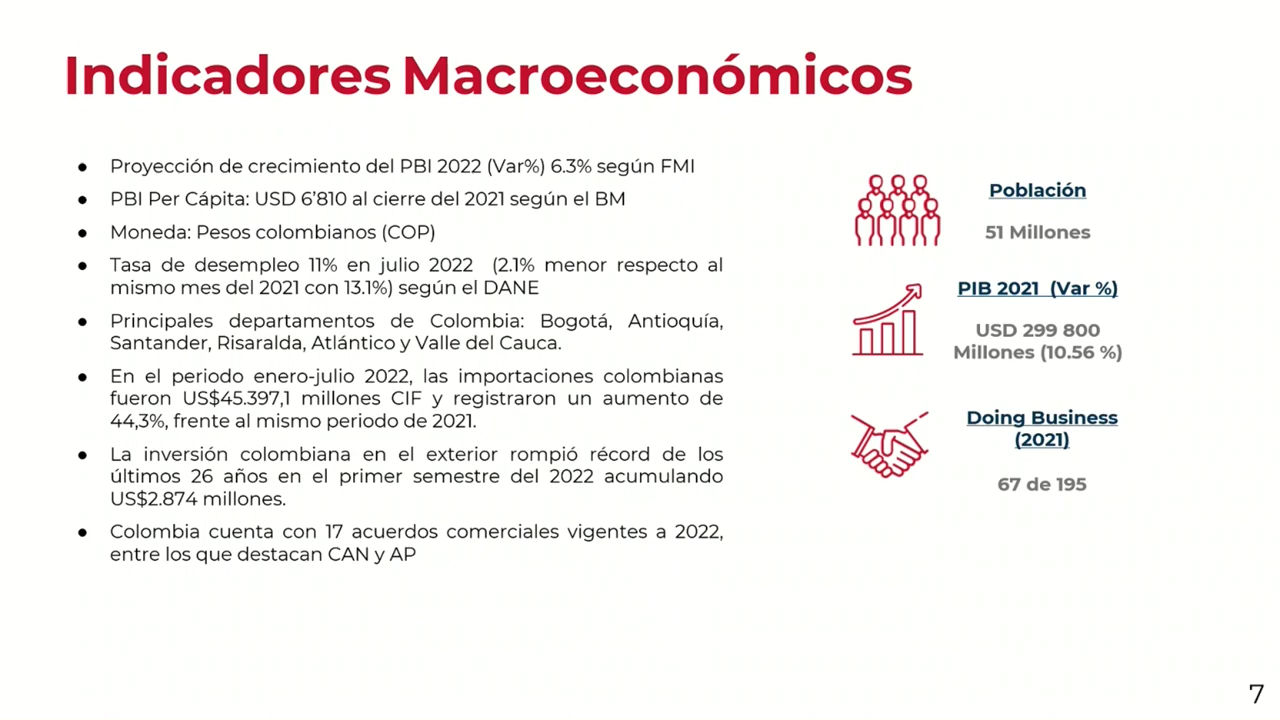 Indicadores Macroeconómicos
● Proyección de crecimiento del PBI 2022 (Var%) 6.3% según FMI
● PBI Per Cápita: USD 6’810 al cierre del 2021 según el BM
● Moneda: Pesos colombianos (COP)
● Tasa de desempleo 11% en julio 2022 (2.1% menor respecto al
mismo mes del 2021 con 13.1%) según el DANE
● Principales departamentos de Colombia: Bogotá, Antioquía,
Santander, Risaralda, Atlántico y Valle del Cauca.
● En el periodo enero-julio 2022, las importaciones colombianas
fueron US$45.397,1 millones CIF y registraron un aumento de
44,3%, frente al mismo periodo de 2021.
● La inversión colombiana en el exterior rompió récord de los
últimos 26 años en el primer semestre del 2022 acumulando
US$2.874 millones.
● Colombia cuenta con 17 acuerdos comerciales vigentes a 2022,
entre los que destacan CAN y AP
Población
51 Millones
PIB 2021 (Var %)
USD 299 800
Millones (10.56 %)
Doing Business
(2021)
67 de 195
7